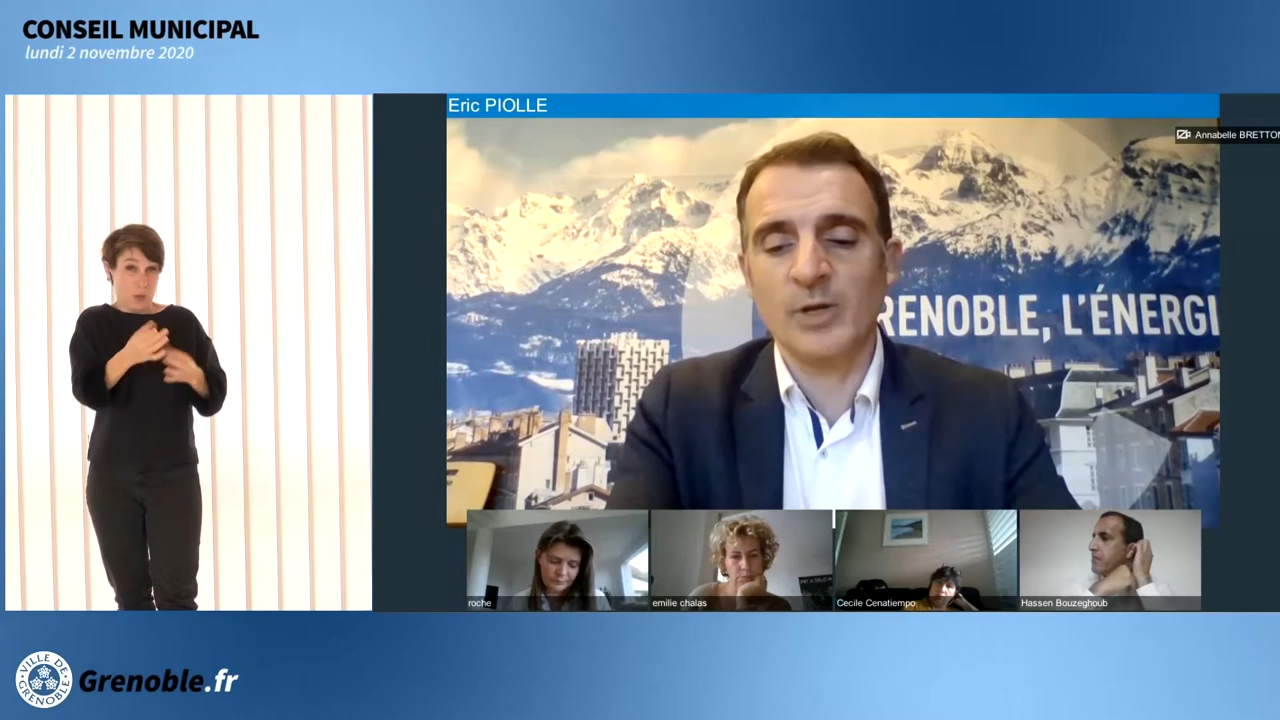 CONSEIL MUNICIPAL
lundi 2 novembre 2020
Eric PIOLLE
Annabelle BRETTON
RENOBLE, L'ÉNERGI
roche
emilie chalas
Cecile Cenatiempo
Hassen Bouzeghoub
VILLE DE GRENOBLE
Grenoble.fr